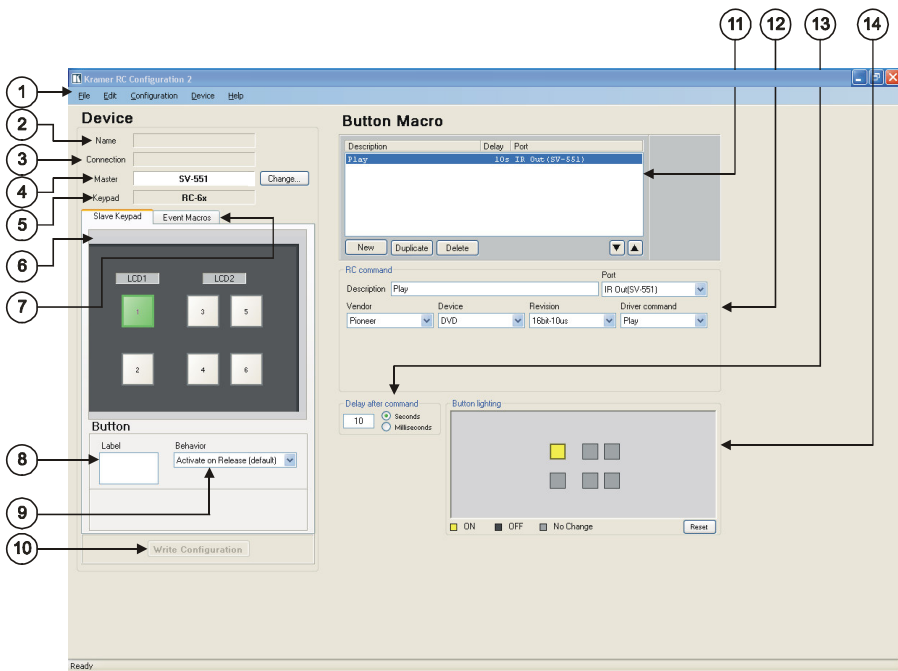 11 12 13 14
Kramer RC Configuration 2
1
File Edit Configuration Device Help
Device
2
Name
3
Connection
4
Master SV-551 Change...
5
Keypad RC-6x
Slave Keypad Event Macros
6
7
LCD1 LCD2
1 3 5
2 4 6
Button
8
Label Behavior
Activate on Release (default)
9
10
Write Configuration
Button Macro
Description Delay Port
Play 10s IR Out(SV-551)
New Duplicate Delete
RC command
Port
Description Play IR Out(SV-551)
Vendor Device Revision Driver command
Pioneer DVD 16bit-10us Play
Delay after command
10 Seconds
Milliseconds
Button lighting
ON OFF No Change Reset
Ready